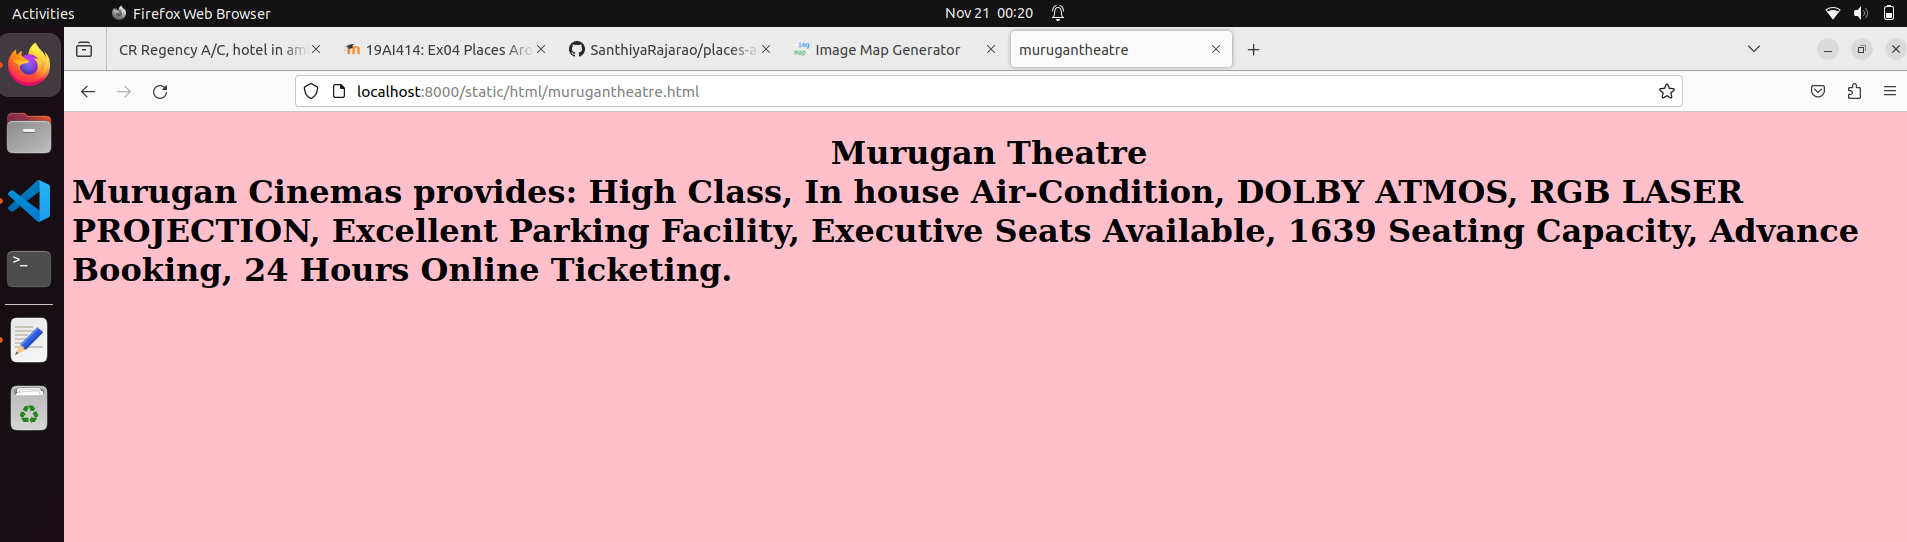 Activities
Firefox Web Browser
Nov 21 00:20
CR Regency A/C, hotel in am
19AI414: Ex04 Places Aro
SanthiyaRajarao/places-a
Image Map Generator
murugantheatre
localhost:8000/static/html/murugantheatre.html
Murugan Theatre
Murugan Cinemas provides: High Class, In house Air-Condition, DOLBY ATMOS, RGB LASER
PROJECTION, Excellent Parking Facility, Executive Seats Available, 1639 Seating Capacity, Advance
Booking, 24 Hours Online Ticketing.